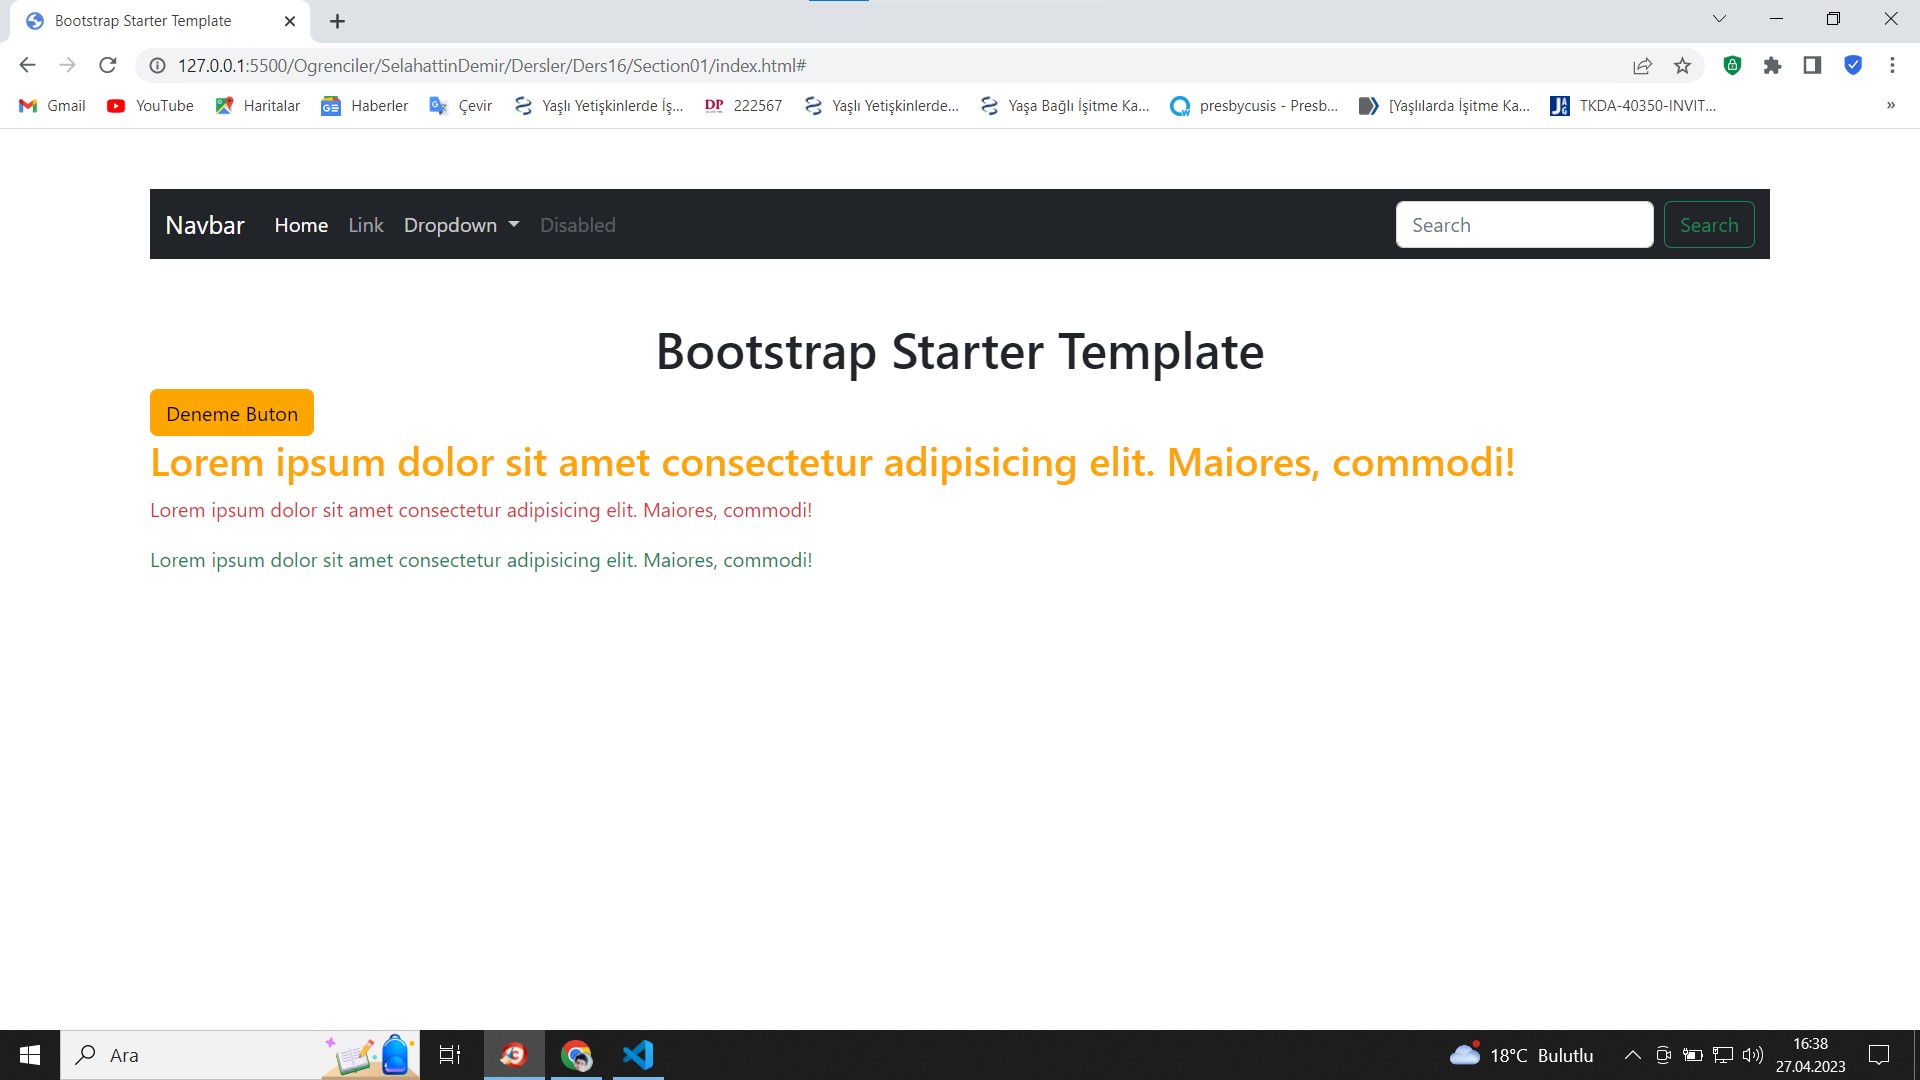 Bootstrap Starter Template
127.0.0.1:5500/Ogrenciler/SelahattinDemir/Dersler/Ders16/Section01/index.html#
Gmail YouTube Haritalar Haberler Çevir Yaşlı Yetişkinlerde İş... DP 222567 Yaşlı Yetişkinlerde... Yaşa Bağlı İşitme Ka... presbycusis - Presb... [Yaşlılarda İşitme Ka... TKDA-40350-INVIT... »
Navbar Home Link Dropdown Disabled Search Search
Bootstrap Starter Template
Deneme Buton
Lorem ipsum dolor sit amet consectetur adipisicing elit. Maiores, commodi!
Lorem ipsum dolor sit amet consectetur adipisicing elit. Maiores, commodi!
Lorem ipsum dolor sit amet consectetur adipisicing elit. Maiores, commodi!
Ara 18°C Bulutlu 16:38
27.04.2023